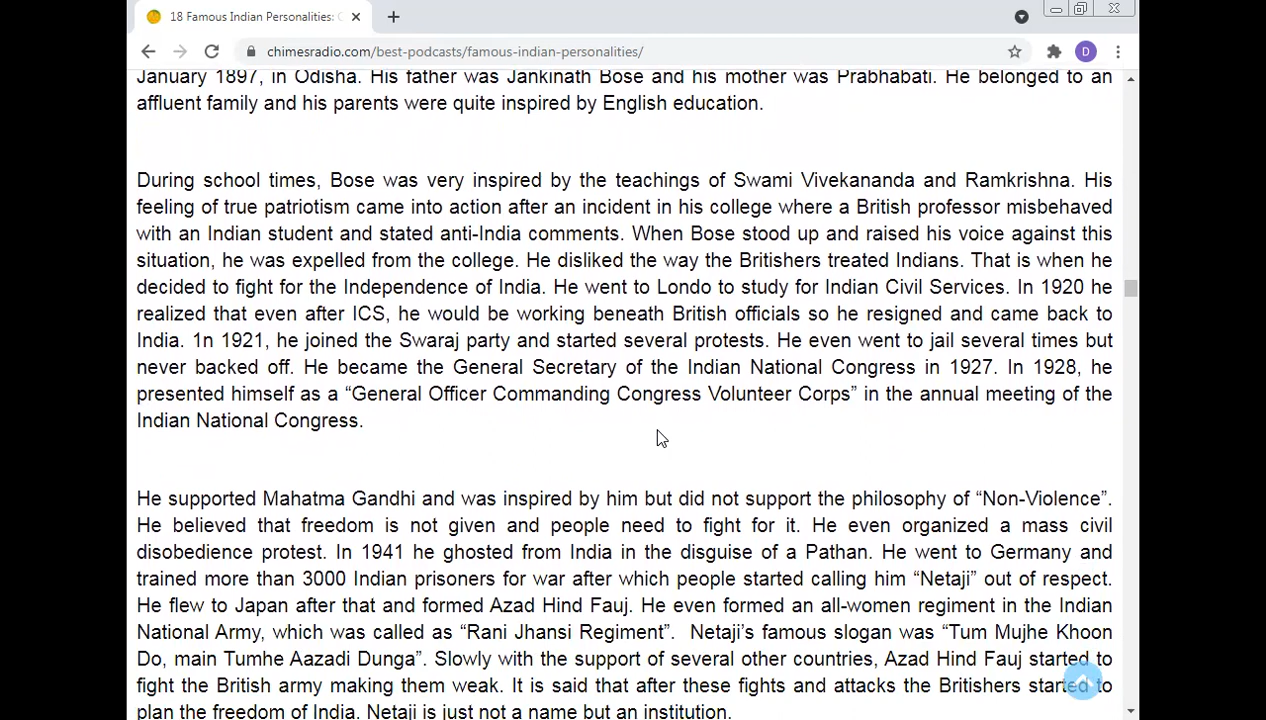 18 Famous Indian Personalities:
chimesradio.com/best-podcasts/famous-indian-personalities/
D
January 1897, in Odisha. His father was Jankinath Bose and his mother was Prabhabati. He belonged to an
affluent family and his parents were quite inspired by English education.
During school times, Bose was very inspired by the teachings of Swami Vivekananda and Ramkrishna. His
feeling of true patriotism came into action after an incident in his college where a British professor misbehaved
with an Indian student and stated anti-India comments. When Bose stood up and raised his voice against this
situation, he was expelled from the college. He disliked the way the Britishers treated Indians. That is when he
decided to fight for the Independence of India. He went to Londo to study for Indian Civil Services. In 1920 he
realized that even after ICS, he would be working beneath British officials so he resigned and came back to
India. 1n 1921, he joined the Swaraj party and started several protests. He even went to jail several times but
never backed off. He became the General Secretary of the Indian National Congress in 1927. In 1928, he
presented himself as a “General Officer Commanding Congress Volunteer Corps” in the annual meeting of the
Indian National Congress.
He supported Mahatma Gandhi and was inspired by him but did not support the philosophy of “Non-Violence”.
He believed that freedom is not given and people need to fight for it. He even organized a mass civil
disobedience protest. In 1941 he ghosted from India in the disguise of a Pathan. He went to Germany and
trained more than 3000 Indian prisoners for war after which people started calling him “Netaji” out of respect.
He flew to Japan after that and formed Azad Hind Fauj. He even formed an all-women regiment in the Indian
National Army, which was called as “Rani Jhansi Regiment”.  Netaji’s famous slogan was “Tum Mujhe Khoon
Do, main Tumhe Aazadi Dunga”. Slowly with the support of several other countries, Azad Hind Fauj started to
fight the British army making them weak. It is said that after these fights and attacks the Britishers started to
plan the freedom of India. Netaji is just not a name but an institution.